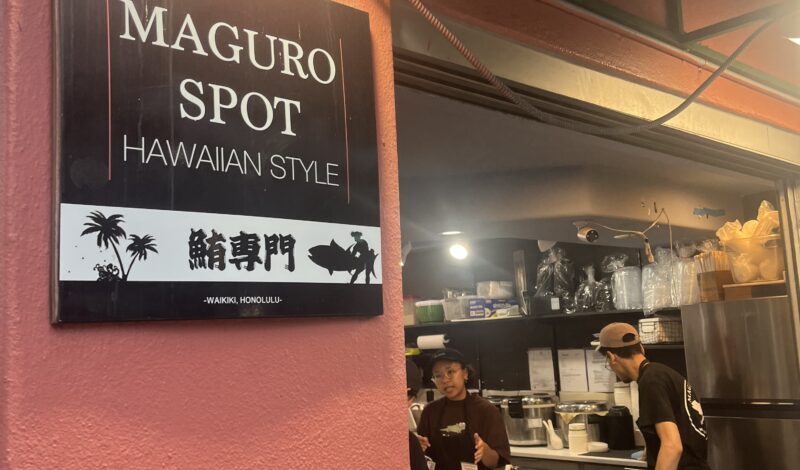 MAGURO
SPOT
HAWAIIAN STYLE
鮪専門
-WAIKIKI, HONOLULU-